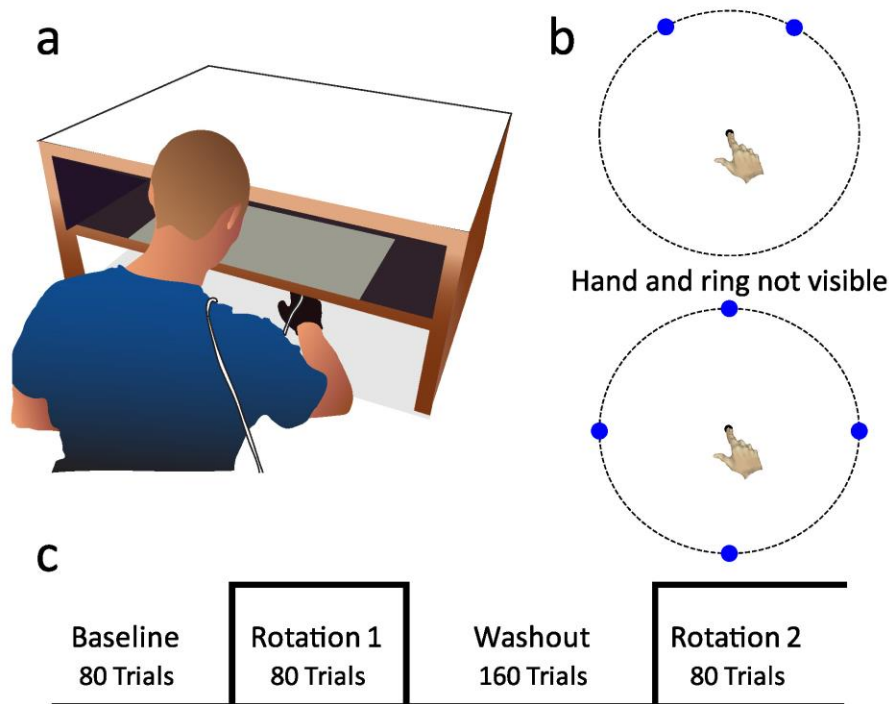 a
b
Hand and ring not visible
c
Baseline
80 Trials
Rotation 1
80 Trials
Washout
160 Trials
Rotation 2
80 Trials